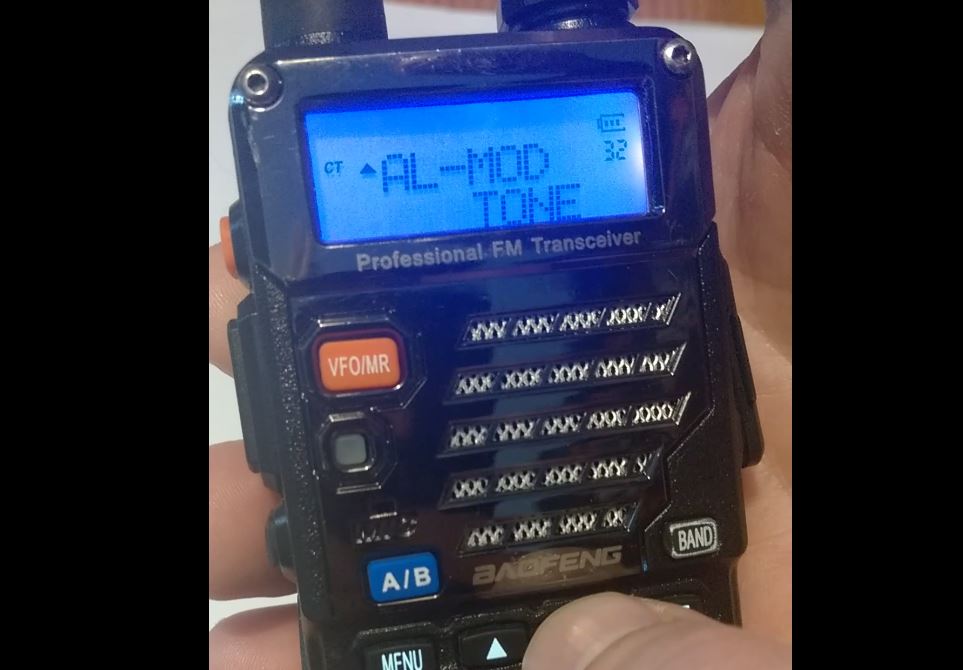 32
CT AL-MOD
TONE
Professional FM Transceiver
VFO/MR
BAND
BAOFENG
A/B
MENU